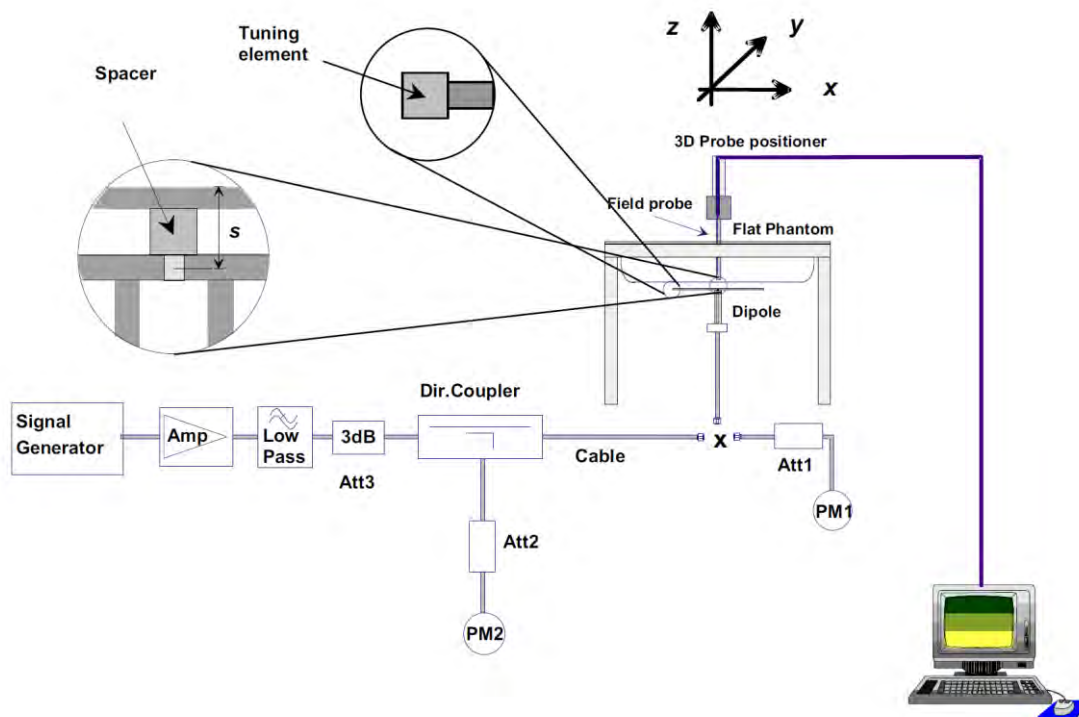 Tuning
element
Spacer
s
z
y
x
3D Probe positioner
Field probe
Flat Phantom
Dipole
Dir.Coupler
Signal
Generator
Amp
Low
Pass
3dB
Att3
Cable
x
Att1
PM1
Att2
PM2